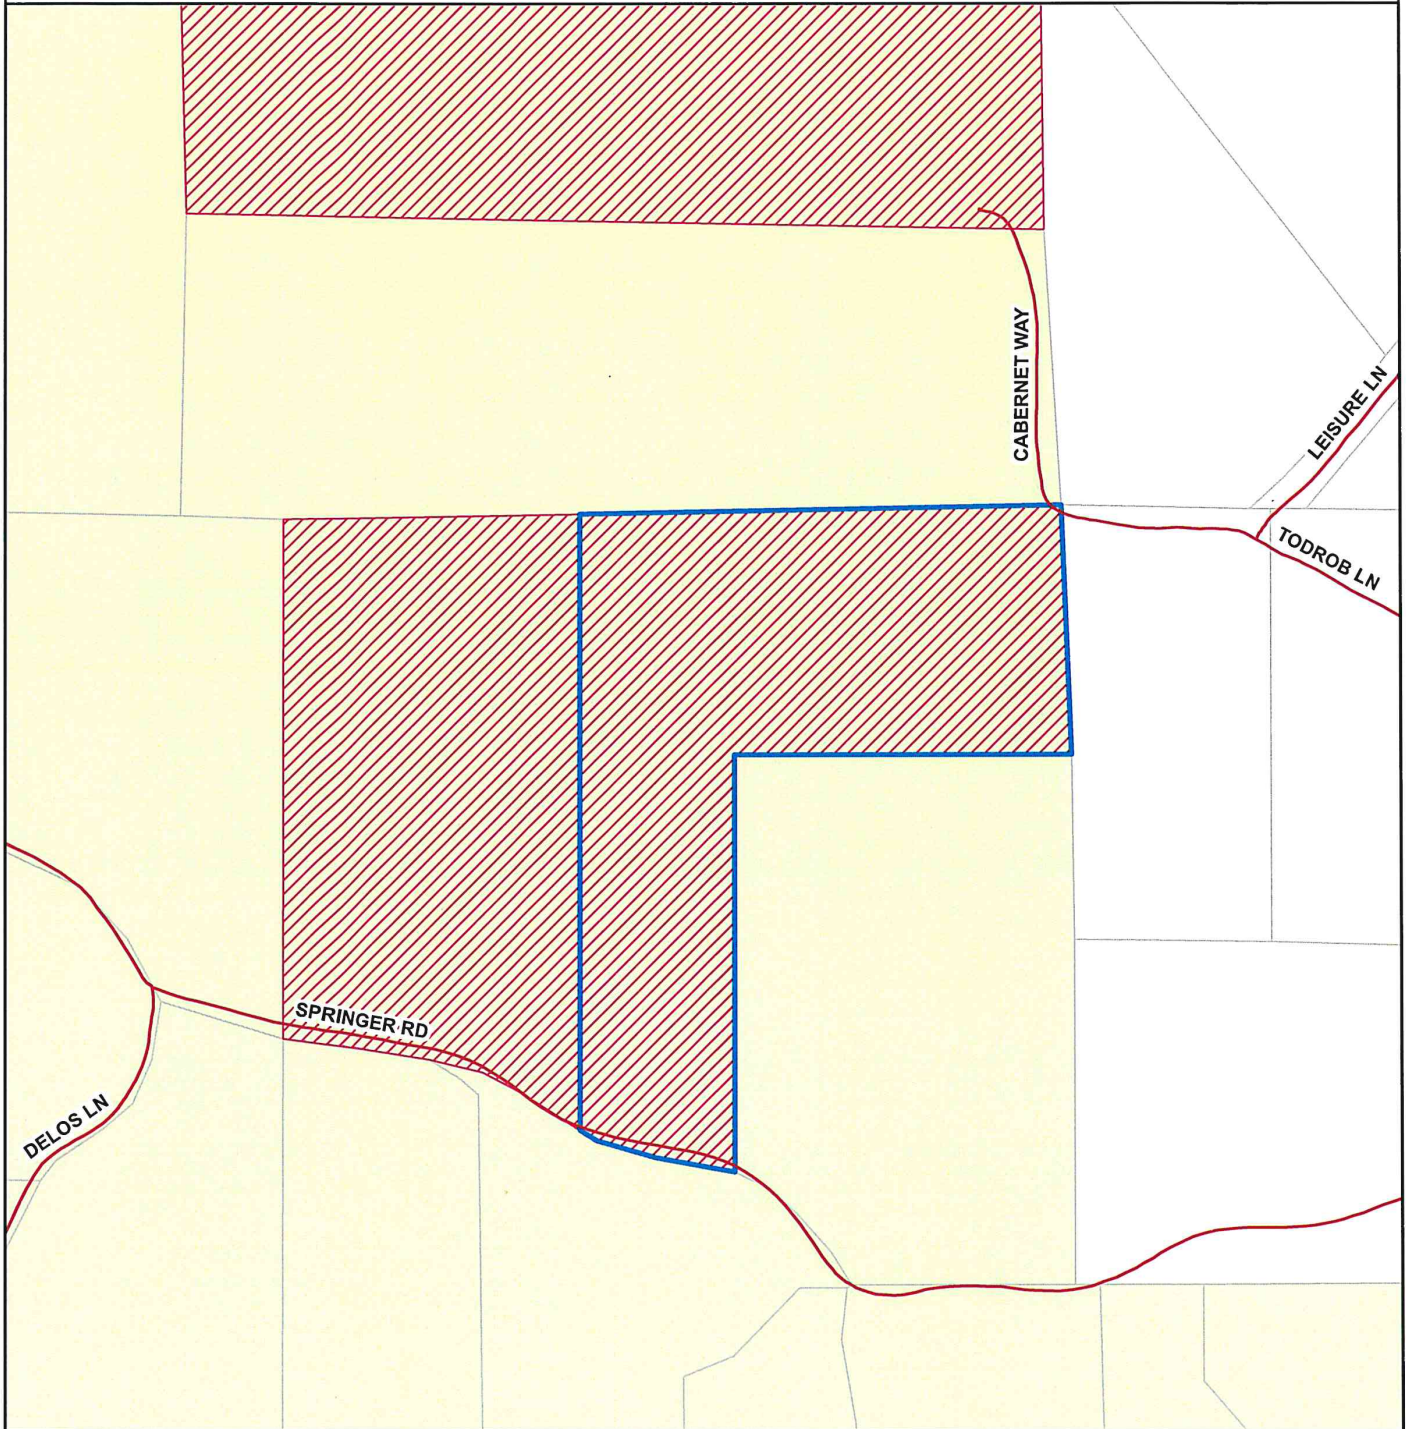 CABERNET WAY
LEISURE LN
TODROB LN
SPRINGER RD
DELOS LN